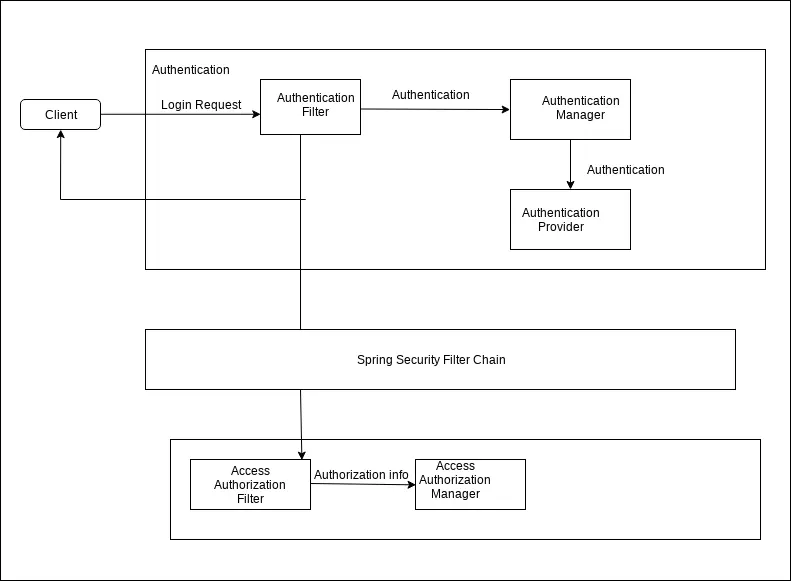 Authentication
Client
Login Request
Authentication
Filter
Authentication
Authentication
Manager
Authentication
Authentication
Provider
Spring Security Filter Chain
Access
Authorization
Filter
Authorization info
Access
Authorization
Manager